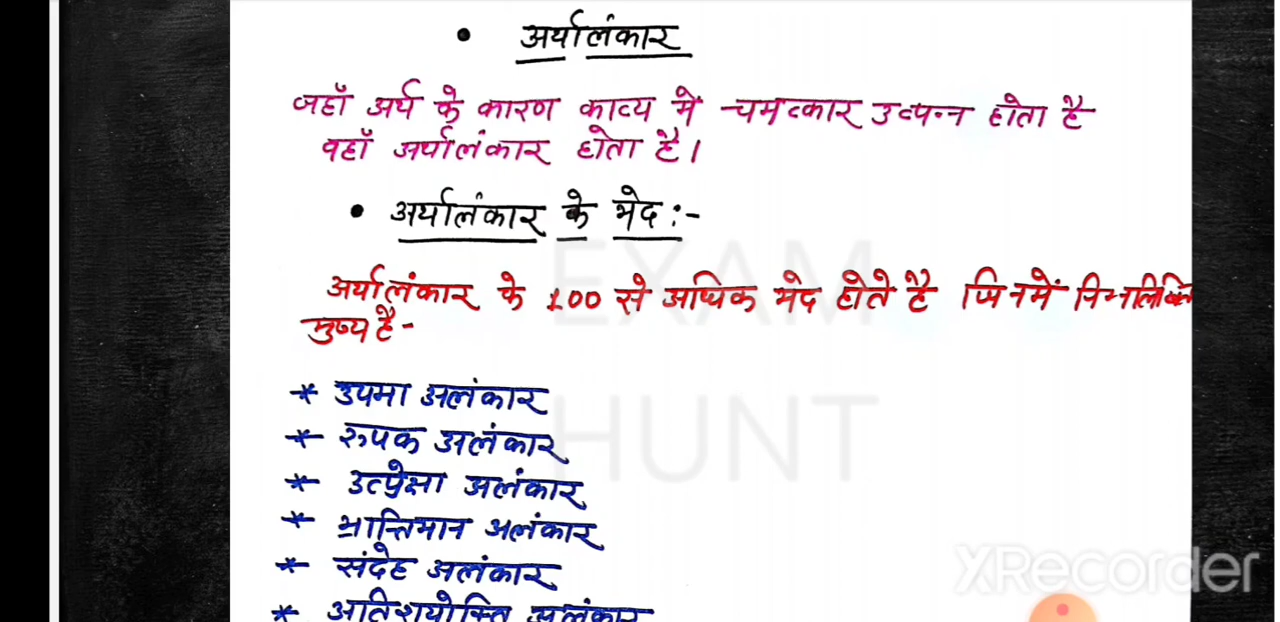 • अर्थालंकार
जहाँ अर्थ के कारण काव्य में चमत्कार उत्पन्न होता है
वहाँ अर्थालंकार होता है।
• अर्थालंकार के भेद :-
अर्थालंकार के 100 से अधिक भेद होते है जिनमें निम्नलिखित
मुख्य है -
* उपमा अलंकार
* रुपक अलंकार
* उत्प्रेक्षा अलंकार
* भ्रान्तिमान अलंकार
* संदेह अलंकार
* अतिशयोक्ति अलंकार
EXAM
HUNT
XRecorder